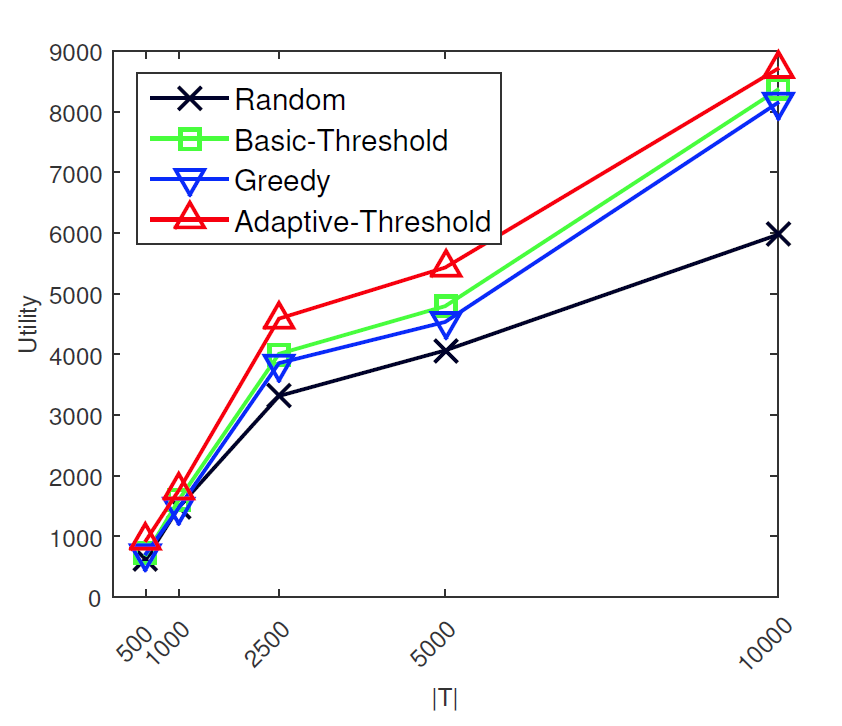 9000
8000
7000
6000
5000
4000
3000
2000
1000
0
Utility
Random
Basic-Threshold
Greedy
Adaptive-Threshold
500
1000
2500
5000
10000
|T|